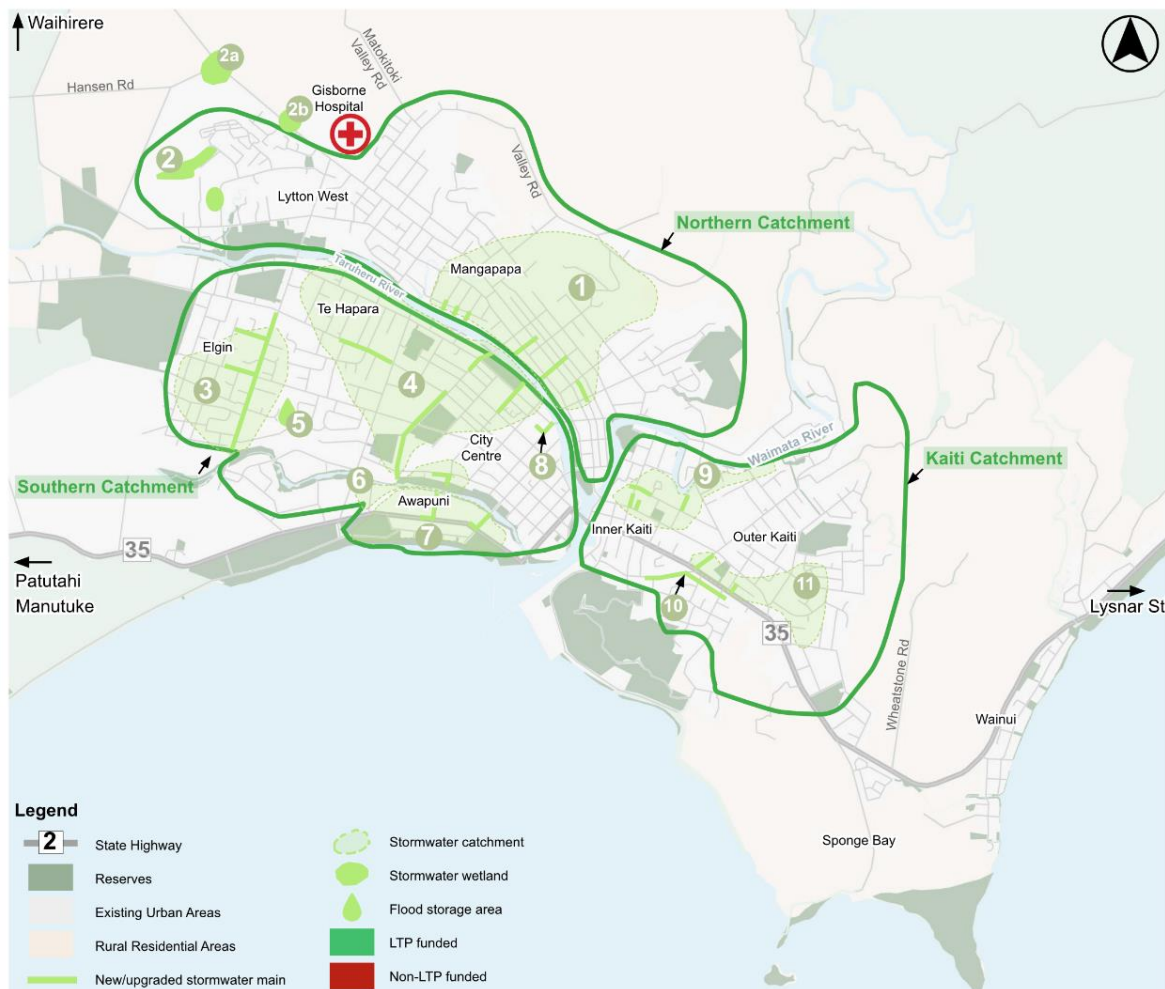 Waihirere
2a
Hansen Rd
Matokitoki
Valley Rd
2b
Gisborne
Hospital
2
Lytton West
Valley Rd
Northern Catchment
Taruheru River
Mangapapa
1
Te Hapara
Elgin
3
4
5
City
Centre
8
Waimata River
9
Kaiti Catchment
Southern Catchment
6
Awapuni
7
Inner Kaiti
Outer Kaiti
35
Patutahi
Manutuke
10
11
35
Lysnar St
Wheatstone Rd
Wainui
Sponge Bay
Legend
2
State Highway
Reserves
Existing Urban Areas
Rural Residential Areas
New/upgraded stormwater main
Stormwater catchment
Stormwater wetland
Flood storage area
LTP funded
Non-LTP funded